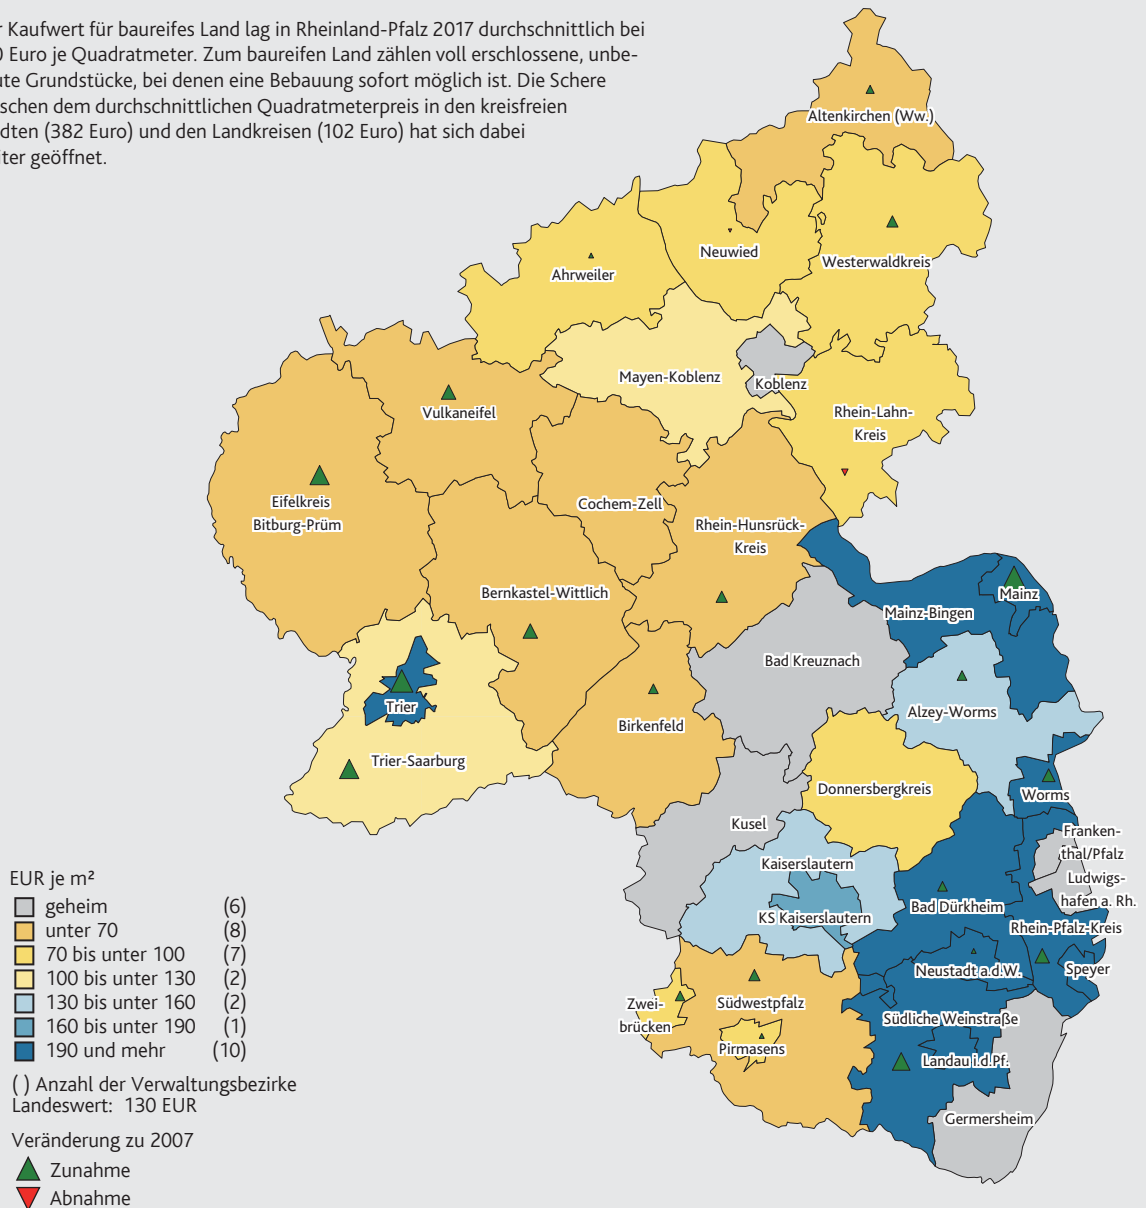 Kaufwert für baureifes Land lag in Rheinland-Pfalz 2017 durchschnittlich bei
Euro je Quadratmeter. Zum baureifen Land zählen voll erschlossene, unbe-
Grundstücke, bei denen eine Bebauung sofort möglich ist. Die Schere
dem durchschnittlichen Quadratmeterpreis in den kreisfreien
(382 Euro) und den Landkreisen (102 Euro) hat sich dabei
geöffnet.
Altenkirchen (Ww.)
Neuwied
Westerwaldkreis
Ahrweiler
Mayen-Koblenz
Koblenz
Vulkaneifel
Rhein-Lahn-
Kreis
Eifelkreis
Bitburg-Prüm
Cochem-Zell
Rhein-Hunsrück-
Kreis
Bernkastel-Wittlich
Mainz
Mainz-Bingen
Bad Kreuznach
Trier
Alzey-Worms
Birkenfeld
Trier-Saarburg
Donnersbergkreis
Worms
Kusel
Franken-
thal/Pfalz
Kaiserslautern
Ludwigs-
hafen a. Rh.
Bad Dürkheim
KS Kaiserslautern
Rhein-Pfalz-Kreis
Neustadt a.d.W.
Speyer
Zwei-
brücken
Südwestpfalz
Südliche Weinstraße
Pirmasens
Landau i.d.Pf.
Germersheim
EUR je m²
geheim (6)
unter 70 (8)
70 bis unter 100 (7)
100 bis unter 130 (2)
130 bis unter 160 (2)
160 bis unter 190 (1)
190 und mehr (10)
( ) Anzahl der Verwaltungsbezirke
Landeswert: 130 EUR
Veränderung zu 2007
Zunahme
Abnahme